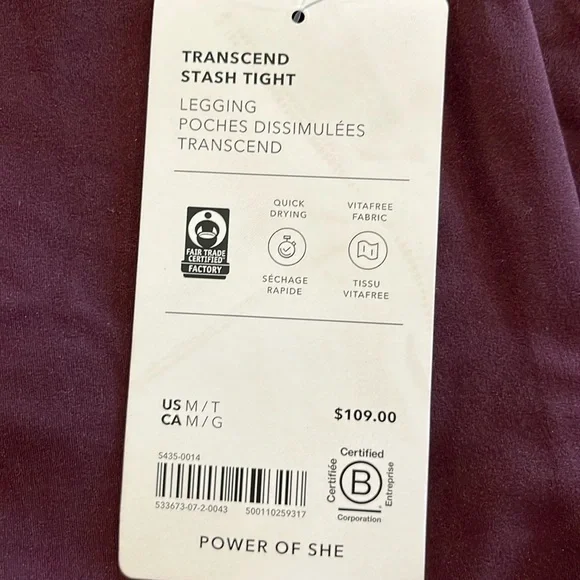 TRANSCEND
STASH TIGHT
LEGGING
POCHES DISSIMULÉES
TRANSCEND
FAIR TRADE
CERTIFIED
FACTORY
QUICK
DRYING
SÉCHAGE
RAPIDE
VITAFREE
FABRIC
TISSU
VITAFREE
US M / T
CA M / G
$109.00
S435-0014
533673-07-2-0043 500110259317
Certified
Certifiée
B
Entreprise
Corporation
POWER OF SHE